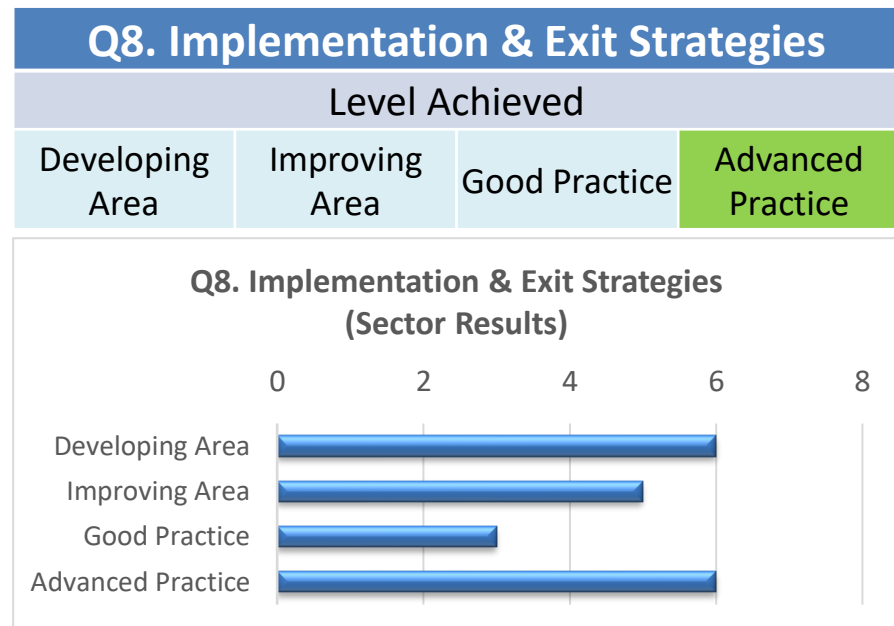 Q8. Implementation & Exit Strategies
Level Achieved
Developing Area
Improving Area
Good Practice
Advanced Practice
Q8. Implementation & Exit Strategies
(Sector Results)
0 2 4 6 8
Developing Area
Improving Area
Good Practice
Advanced Practice